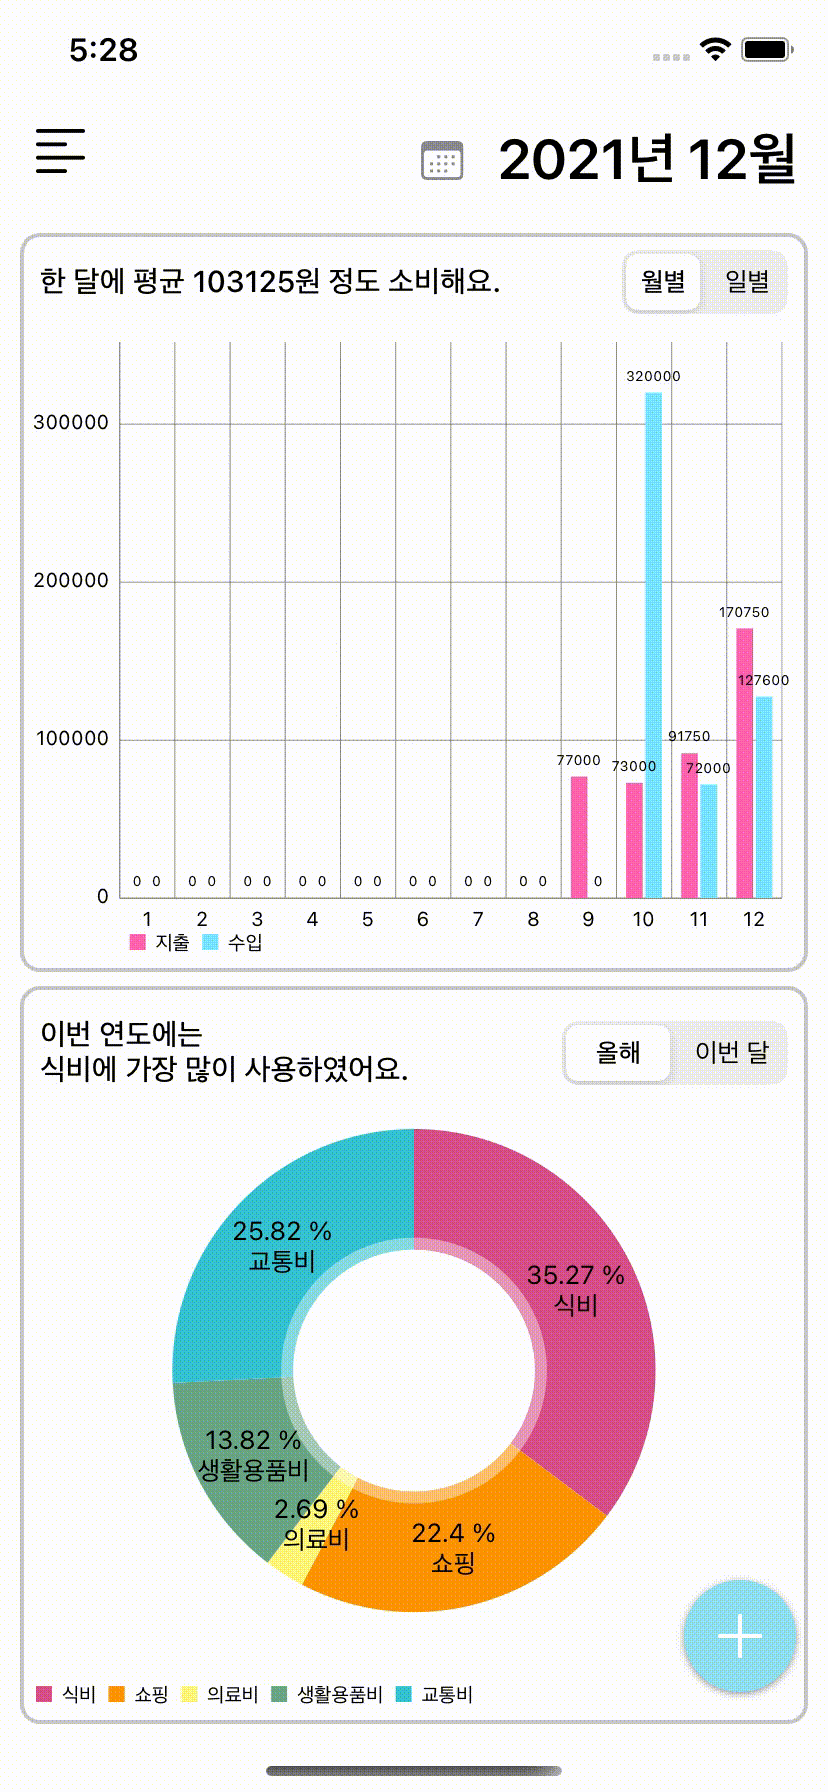 5:28
2021년 12월
한 달에 평균 103125원 정도 소비해요.
월별 일별
320000
300000
200000
170750
127600
100000
91750
77000 73000 72000
0 0 0 0 0 0 0 0 0 0 0 0 0 0 0 0 0
0
1 2 3 4 5 6 7 8 9 10 11 12
지출 수입
이번 연도에는
식비에 가장 많이 사용하였어요.
올해 이번 달
25.82 %
교통비
35.27 %
식비
13.82 %
생활용품비
2.69 %
의료비
22.4 %
쇼핑
식비 쇼핑 의료비 생활용품비 교통비